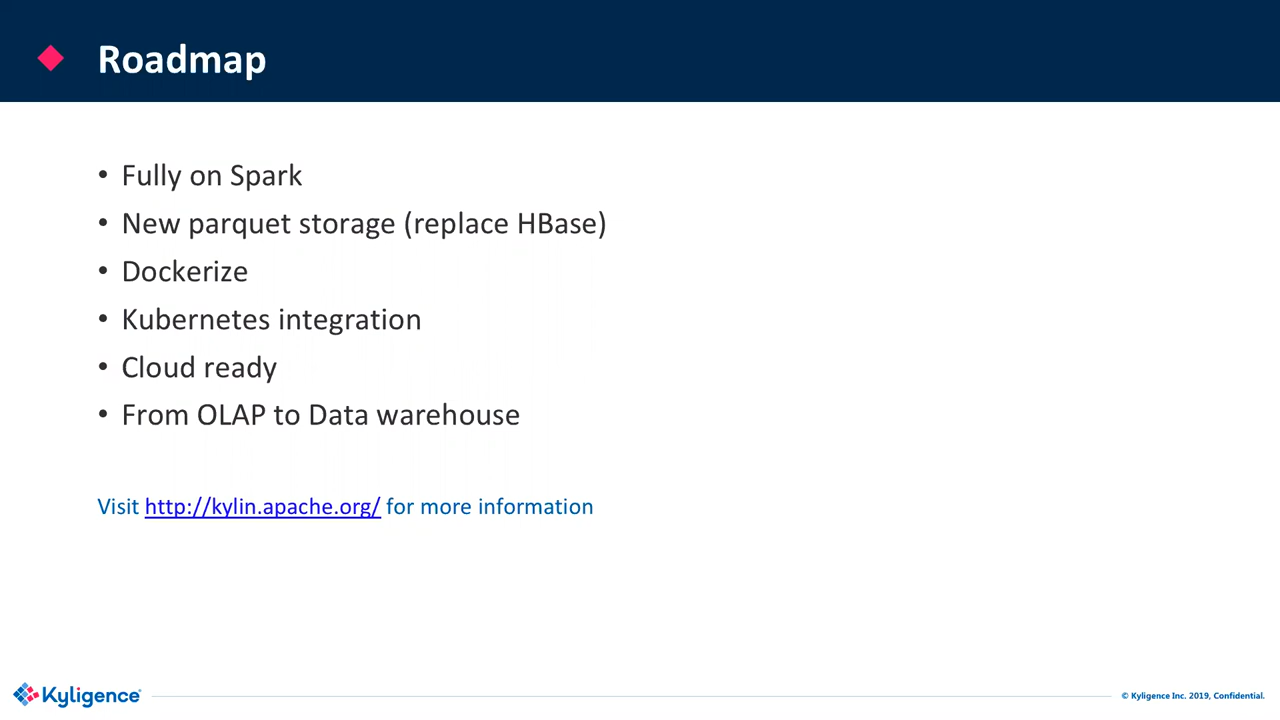 Roadmap
• Fully on Spark
• New parquet storage (replace HBase)
• Dockerize
• Kubernetes integration
• Cloud ready
• From OLAP to Data warehouse
Visit http://kylin.apache.org/ for more information
Kyligence
© Kyligence Inc. 2019, Confidential.